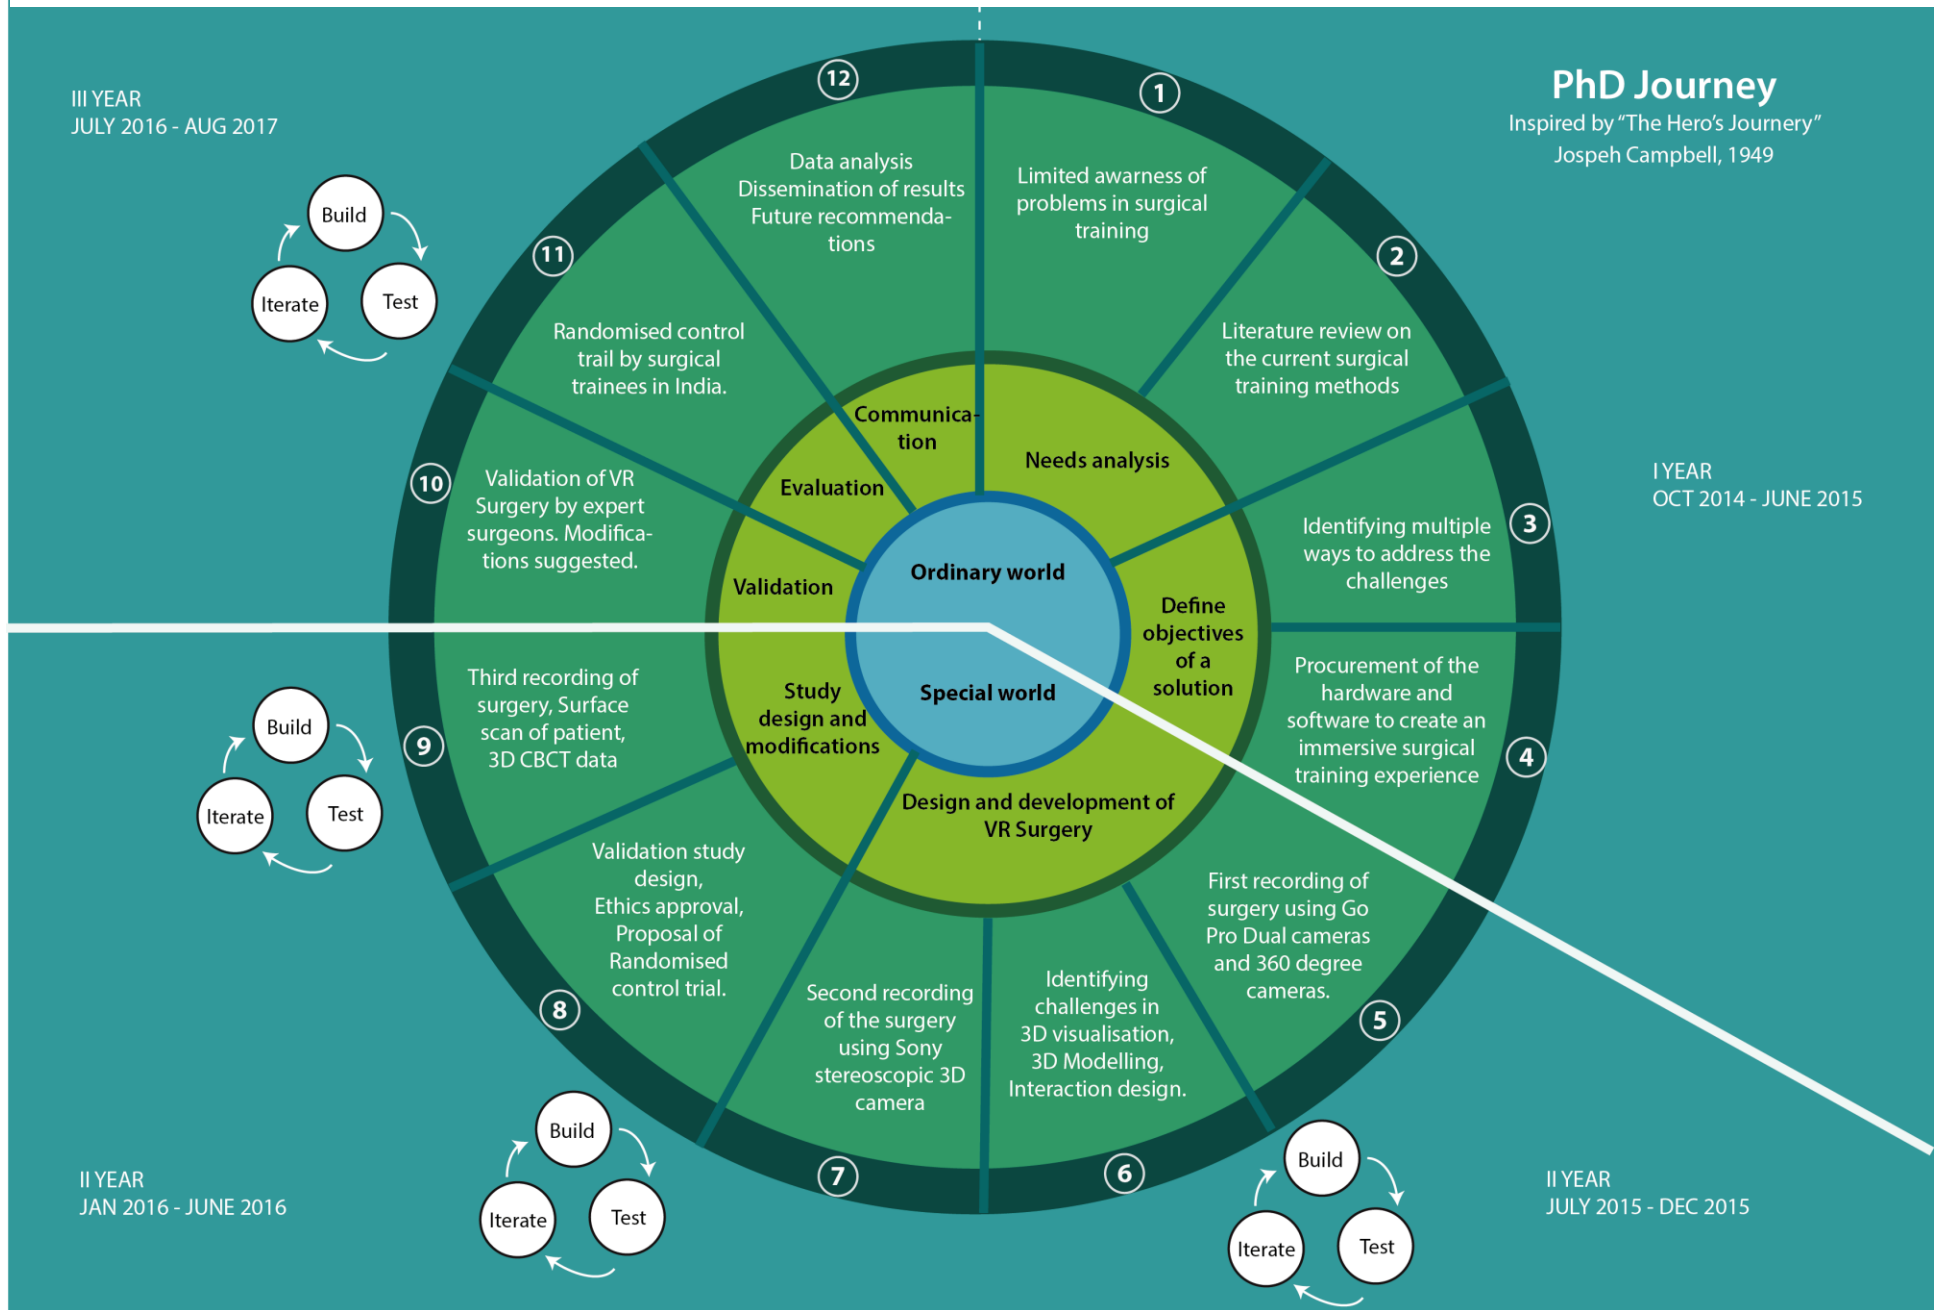 PhD Journey
Inspired by “The Hero’s Journery”
Jospeh Campbell, 1949
III YEAR
JULY 2016 - AUG 2017
I YEAR
OCT 2014 - JUNE 2015
II YEAR
JULY 2015 - DEC 2015
II YEAR
JAN 2016 - JUNE 2016
1
Limited awarness of
problems in surgical
training
2
Literature review on
the current surgical
training methods
3
Identifying multiple
ways to address the
challenges
4
Procurement of the
hardware and
software to create an
immersive surgical
training experience
5
First recording of
surgery using Go
Pro Dual cameras
and 360 degree
cameras.
6
Identifying
challenges in
3D visualisation,
3D Modelling,
Interaction design.
7
Second recording
of the surgery
using Sony
stereoscopic 3D
camera
8
Validation study
design,
Ethics approval,
Proposal of
Randomised
control trial.
9
Third recording of
surgery, Surface
scan of patient,
3D CBCT data
10
Validation of VR
Surgery by expert
surgeons. Modifica-
tions suggested.
11
Randomised control
trail by surgical
trainees in India.
12
Data analysis
Dissemination of results
Future recommenda-
tions
Needs analysis
Define
objectives
of a
solution
Design and development of
VR Surgery
Study
design and
modifications
Validation
Evaluation
Communica-
tion
Ordinary world
Special world
Build
Test
Iterate
Build
Test
Iterate
Build
Test
Iterate
Build
Test
Iterate